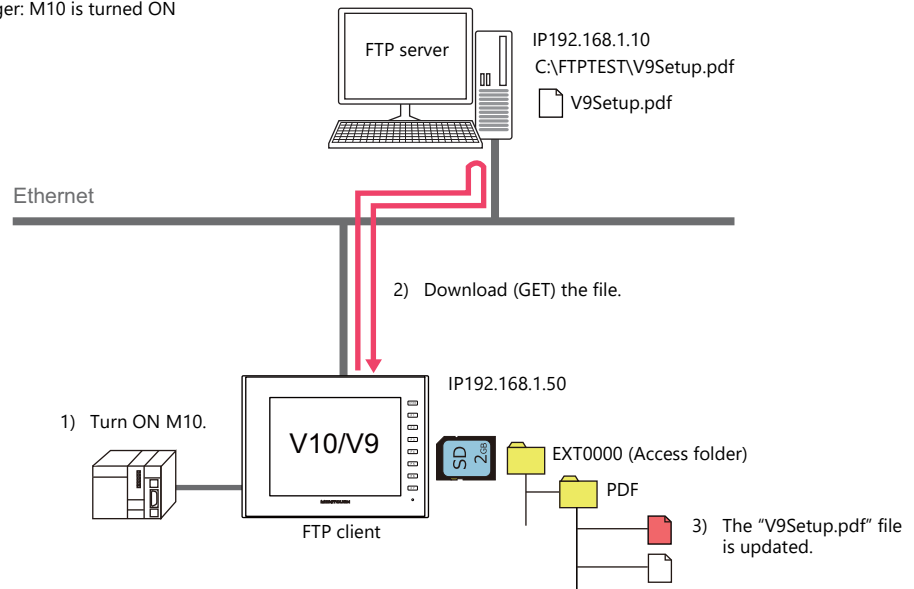 ger: M10 is turned ON
FTP server
IP192.168.1.10
C:\FTPTEST\V9Setup.pdf
V9Setup.pdf
Ethernet
2) Download (GET) the file.
IP192.168.1.50
1) Turn ON M10.
V10/V9
SD
2GB
EXT0000 (Access folder)
PDF
MONITOUCH
FTP client
3) The “V9Setup.pdf” file
is updated.